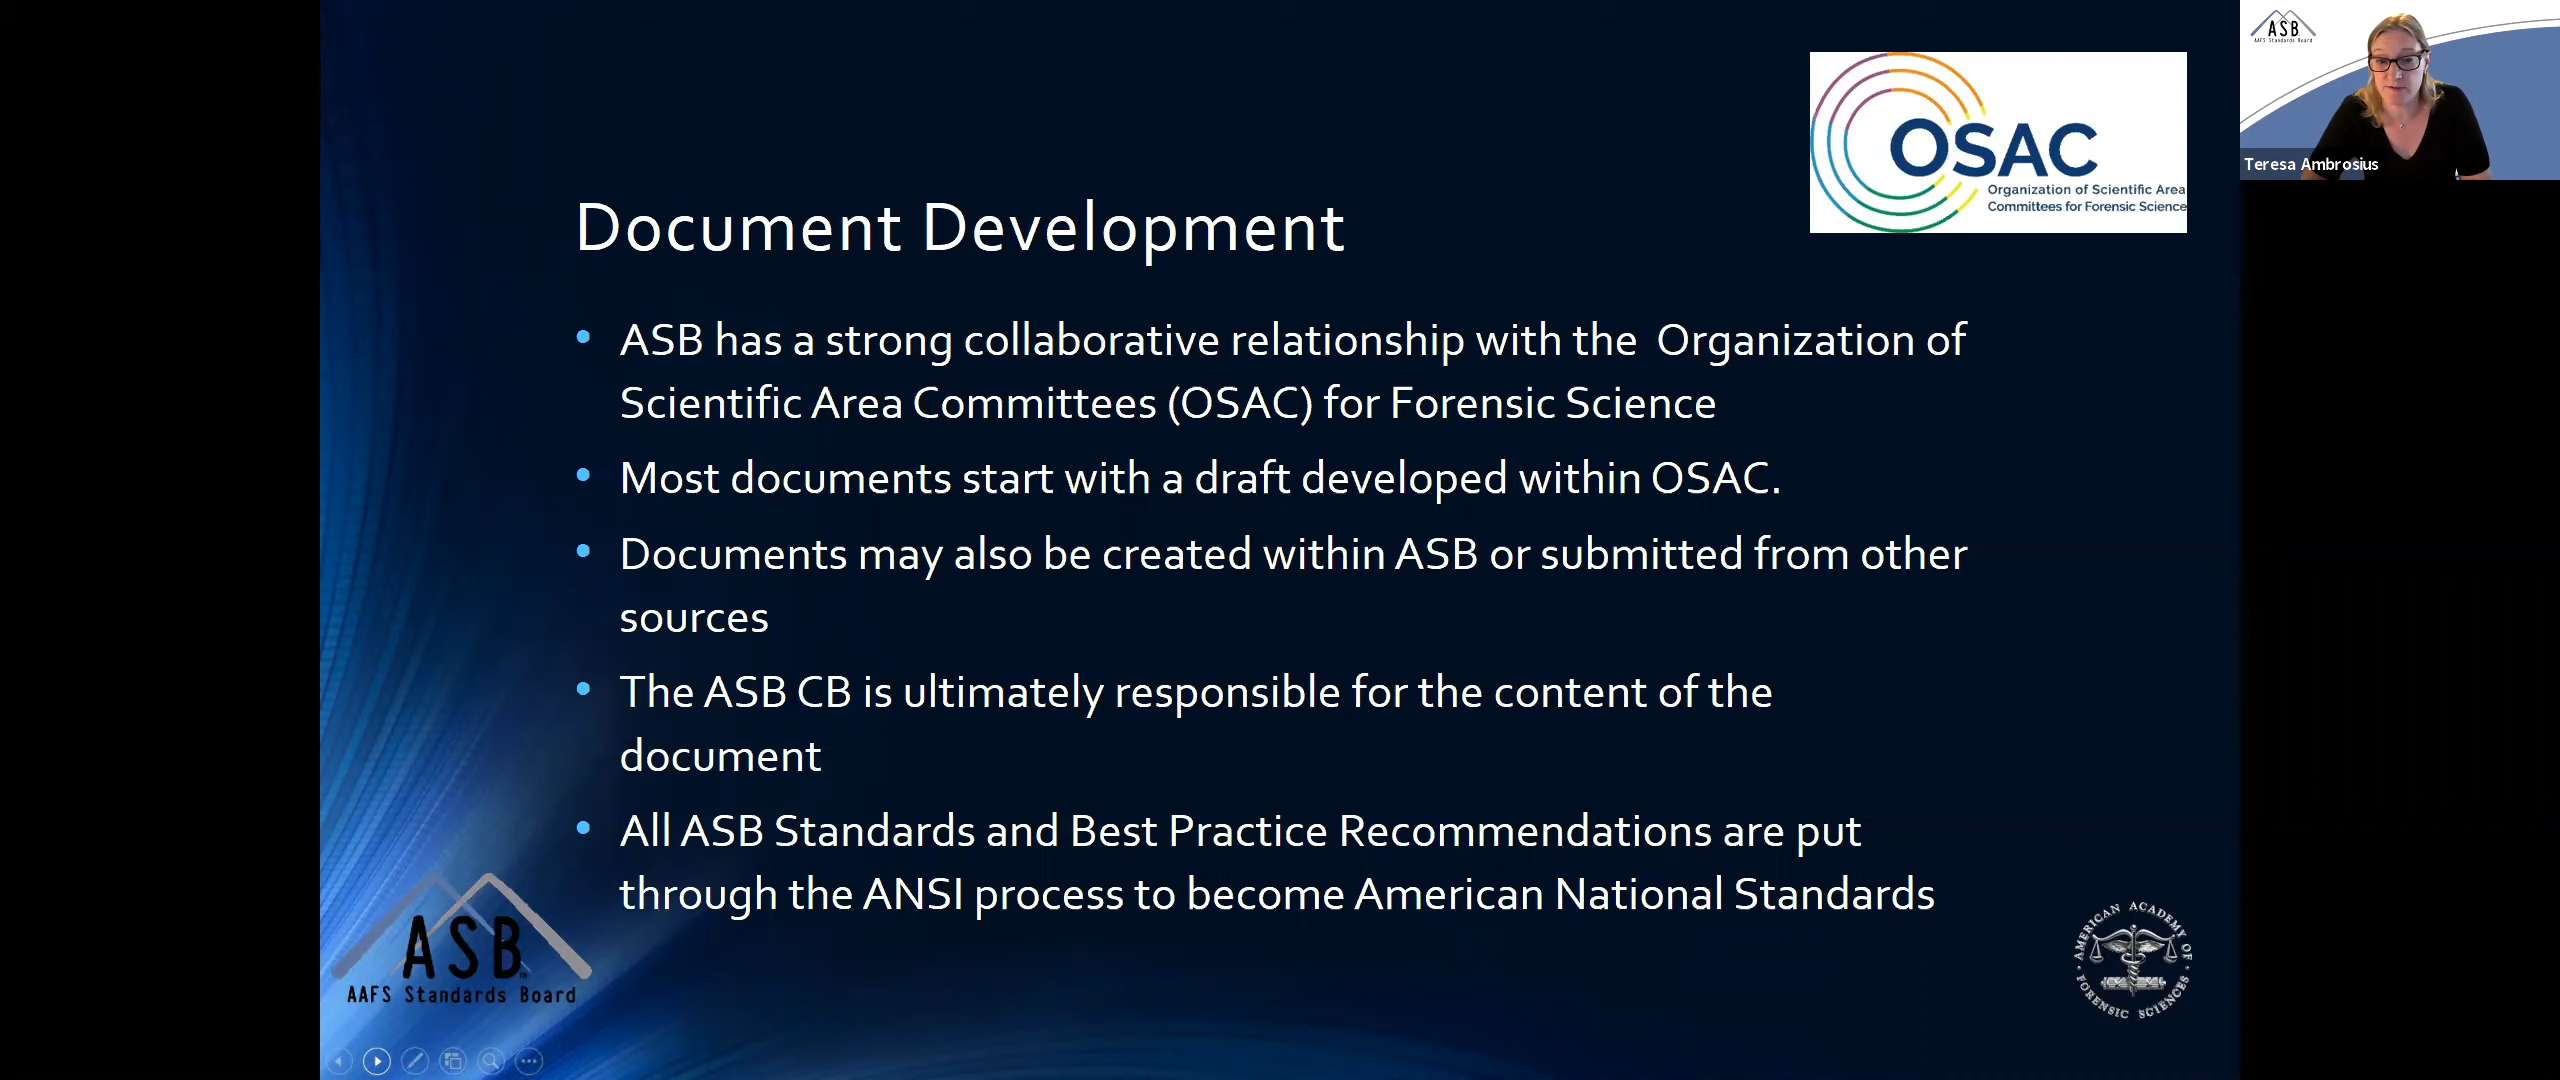 Document Development
OSAC
Organization of Scientific Area
Committees for Forensic Science
ASB
AAFS Standards Board
Teresa Ambrosius
• ASB has a strong collaborative relationship with the  Organization of
Scientific Area Committees (OSAC) for Forensic Science
• Most documents start with a draft developed within OSAC.
• Documents may also be created within ASB or submitted from other
sources
• The ASB CB is ultimately responsible for the content of the
document
• All ASB Standards and Best Practice Recommendations are put
through the ANSI process to become American National Standards
ASB™
AAFS Standards Board
AMERICAN ACADEMY OF
FORENSIC SCIENCES